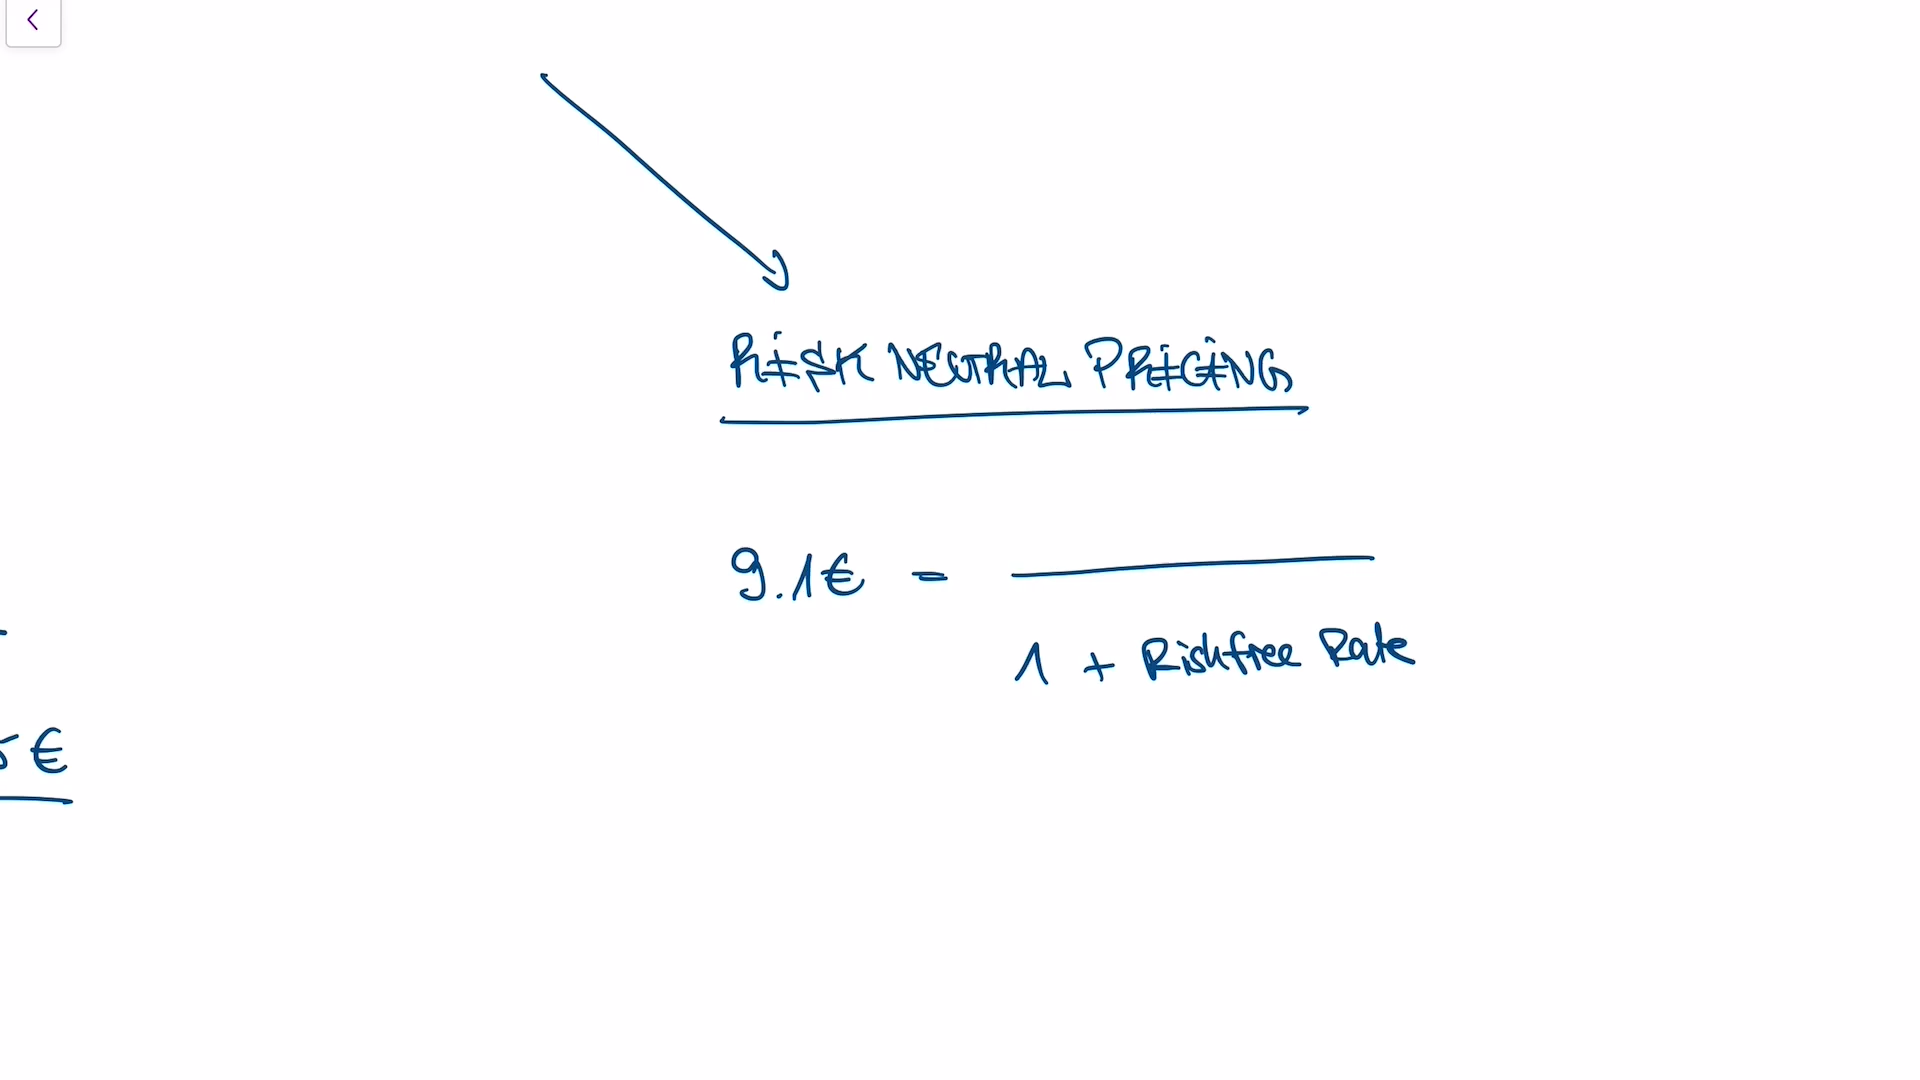 RISK NEUTRAL PRICING
9.1€ =
1 + Riskfree Rate
€